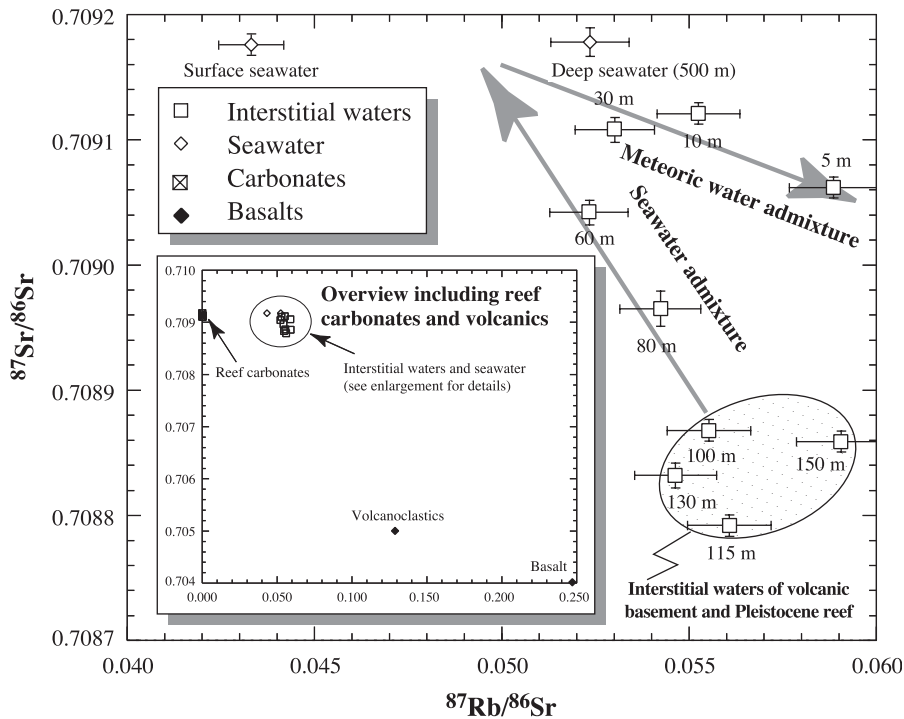 0.7092
0.7091
0.7090
0.7089
0.7088
0.7087
87Sr/86Sr
Surface seawater
Deep seawater (500 m)
Interstitial waters
Seawater
Carbonates
Basalts
30 m
10 m
5 m
Meteoric water admixture
60 m
Seawater admixture
80 m
100 m
150 m
130 m
115 m
Interstitial waters of volcanic
basement and Pleistocene reef
0.710
0.709
0.708
0.707
0.706
0.705
0.704
Overview including reef
carbonates and volcanics
Reef carbonates
Interstitial waters and seawater
(see enlargement for details)
Volcanoclastics
Basalt
0.000 0.050 0.100 0.150 0.200 0.250
0.040 0.045 0.050 0.055 0.060
87Rb/86Sr